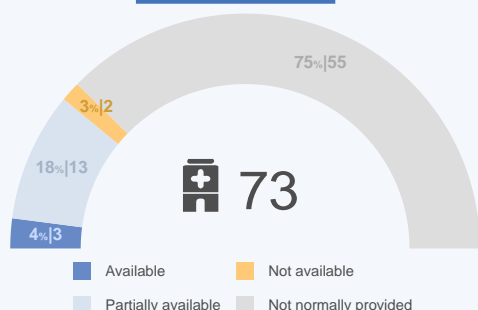 75%|55
3%|2
18%|13
73
4%|3
Available
Not available
Partially available
Not normally provided